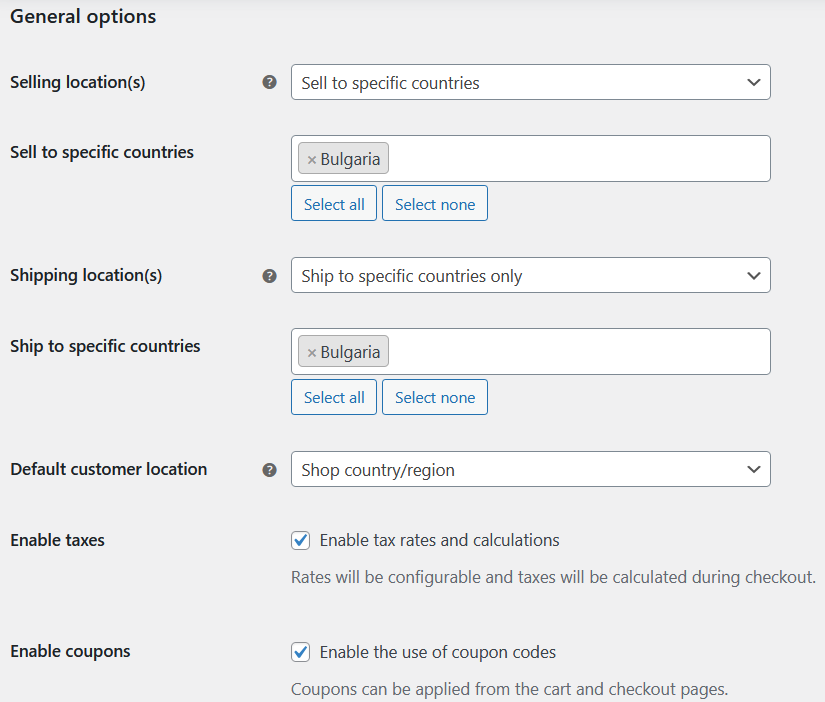 General options
Selling location(s) ? Sell to specific countries
Sell to specific countries × Bulgaria
Select all Select none
Shipping location(s) ? Ship to specific countries only
Ship to specific countries × Bulgaria
Select all Select none
Default customer location ? Shop country/region
Enable taxes Enable tax rates and calculations
Rates will be configurable and taxes will be calculated during checkout.
Enable coupons Enable the use of coupon codes
Coupons can be applied from the cart and checkout pages.